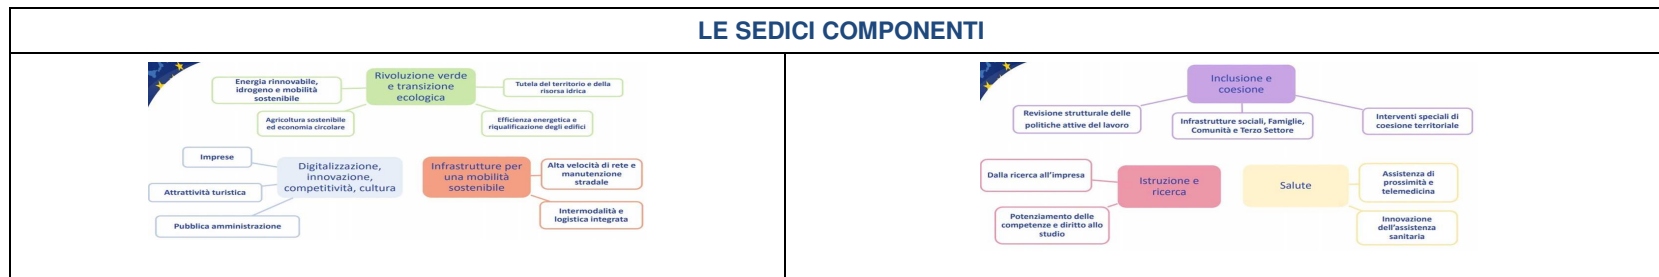 LE SEDICI COMPONENTI
Rivoluzione verde
e transizione
ecologica
Energia rinnovabile,
idrogeno e mobilità
sostenibile
Tutela del territorio e della
risorsa idrica
Agricoltura sostenibile
ed economia circolare
Efficienza energetica e
riqualificazione degli edifici
Imprese
Attrattività turistica
Pubblica amministrazione
Digitalizzazione,
innovazione,
competitività, cultura
Infrastrutture per
una mobilità
sostenibile
Alta velocità di rete e
manutenzione
stradale
Intermodalità e
logistica integrata
Inclusione e
coesione
Revisione strutturale delle
politiche attive del lavoro
Infrastrutture sociali, Famiglie,
Comunità e Terzo Settore
Interventi speciali di
coesione territoriale
Dalla ricerca all'impresa
Istruzione e
ricerca
Potenziamento delle
competenze e diritto allo
studio
Salute
Assistenza di
prossimità e
telemedicina
Innovazione
dell'assistenza
sanitaria